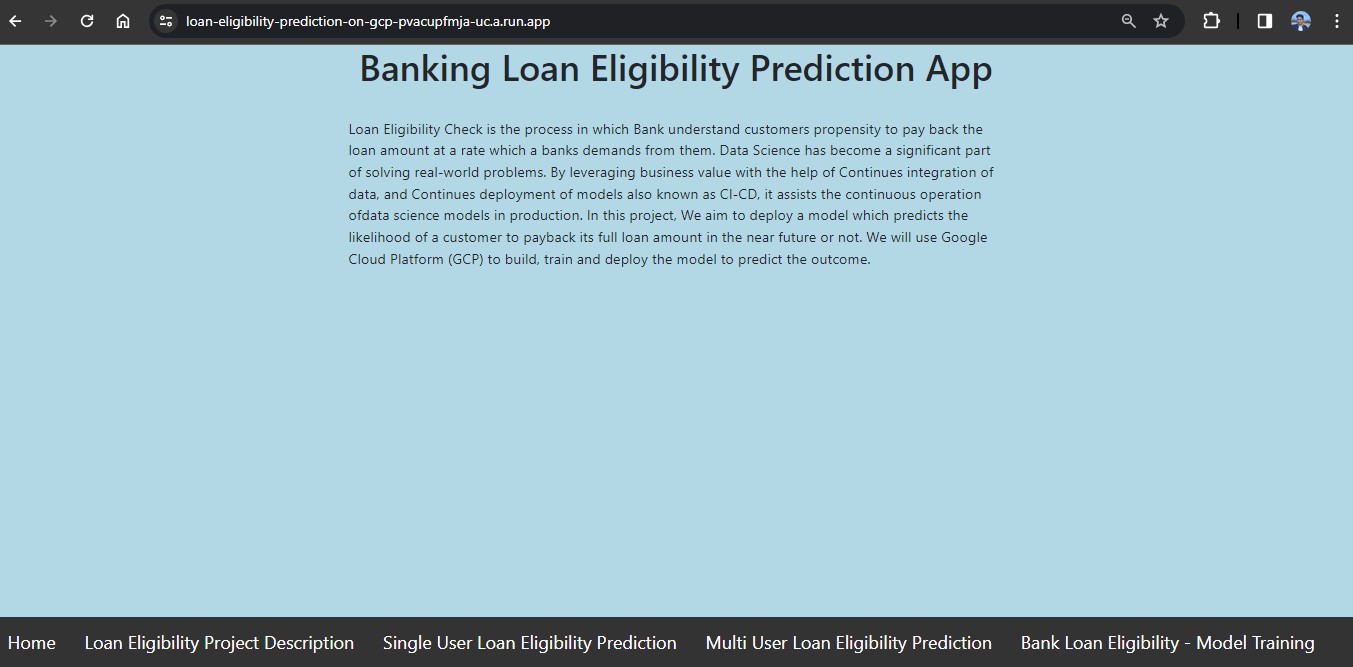 loan-eligibility-prediction-on-gcp-pvacupfmja-uc.a.run.app
Banking Loan Eligibility Prediction App
Loan Eligibility Check is the process in which Bank understand customers propensity to pay back the
loan amount at a rate which a banks demands from them. Data Science has become a significant part
of solving real-world problems. By leveraging business value with the help of Continues integration of
data, and Continues deployment of models also known as CI-CD, it assists the continuous operation
ofdata science models in production. In this project, We aim to deploy a model which predicts the
likelihood of a customer to payback its full loan amount in the near future or not. We will use Google
Cloud Platform (GCP) to build, train and deploy the model to predict the outcome.
Home Loan Eligibility Project Description Single User Loan Eligibility Prediction Multi User Loan Eligibility Prediction Bank Loan Eligibility - Model Training